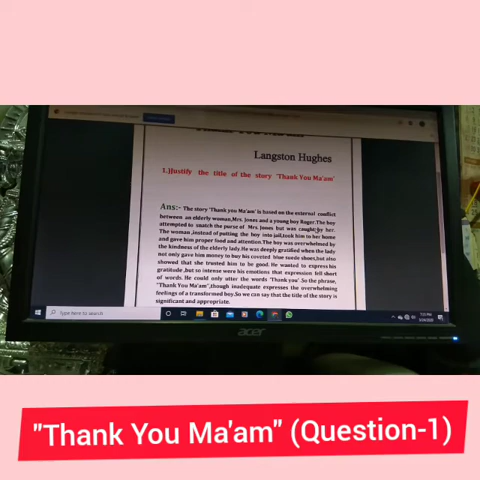 Langston Hughes
1.)Justify the title of the story "Thank You Ma'am"
Ans:- The story 'Thank you Ma'am' is based on the external conflict
between an elderly woman,Mrs. Jones and a young boy Roger.The boy
attempted to snatch the purse of Mrs. Jones but was caught by her.
The woman,instead of putting the boy into jail,took him to her home
and gave him proper food and attention.The boy was overwhelmed by
the kindness of the elderly lady.He was deeply gratified when the lady
not only gave him money to buy his coveted blue suede shoes,but also
showed that she trusted him to be good.He wanted to express his
gratitude ,but so intense were his emotions that expression fell short
of words.He could only utter the words "Thank you" .So the phrase,
"Thank You Ma'am",though inadequate expresses the overwhelming
feelings of a transformed boy.So we can say that the title of the story is
significant and appropriate.
Type here to search
acer
"Thank You Ma'am" (Question-1)